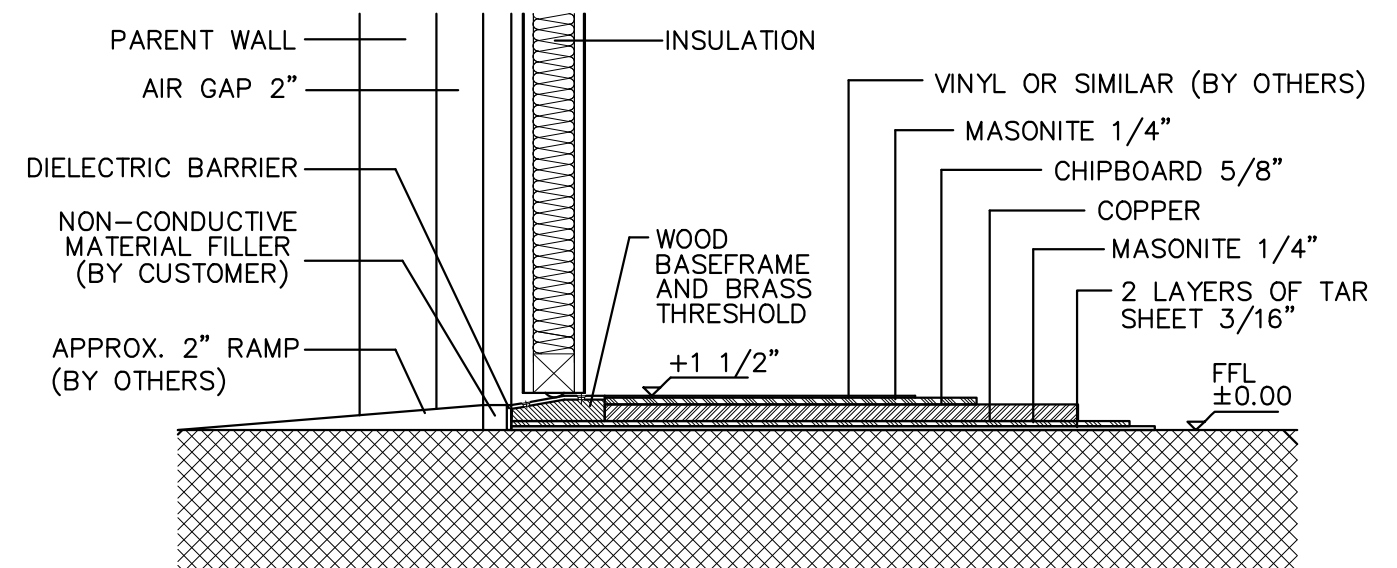 PARENT WALL
AIR GAP 2”
DIELECTRIC BARRIER
NON–CONDUCTIVE
MATERIAL FILLER
(BY CUSTOMER)
APPROX. 2” RAMP
(BY OTHERS)
INSULATION
WOOD
BASEFRAME
AND BRASS
THRESHOLD
+1 1/2”
VINYL OR SIMILAR (BY OTHERS)
MASONITE 1/4”
CHIPBOARD 5/8”
COPPER
MASONITE 1/4”
2 LAYERS OF TAR
SHEET 3/16”
FFL
±0.00